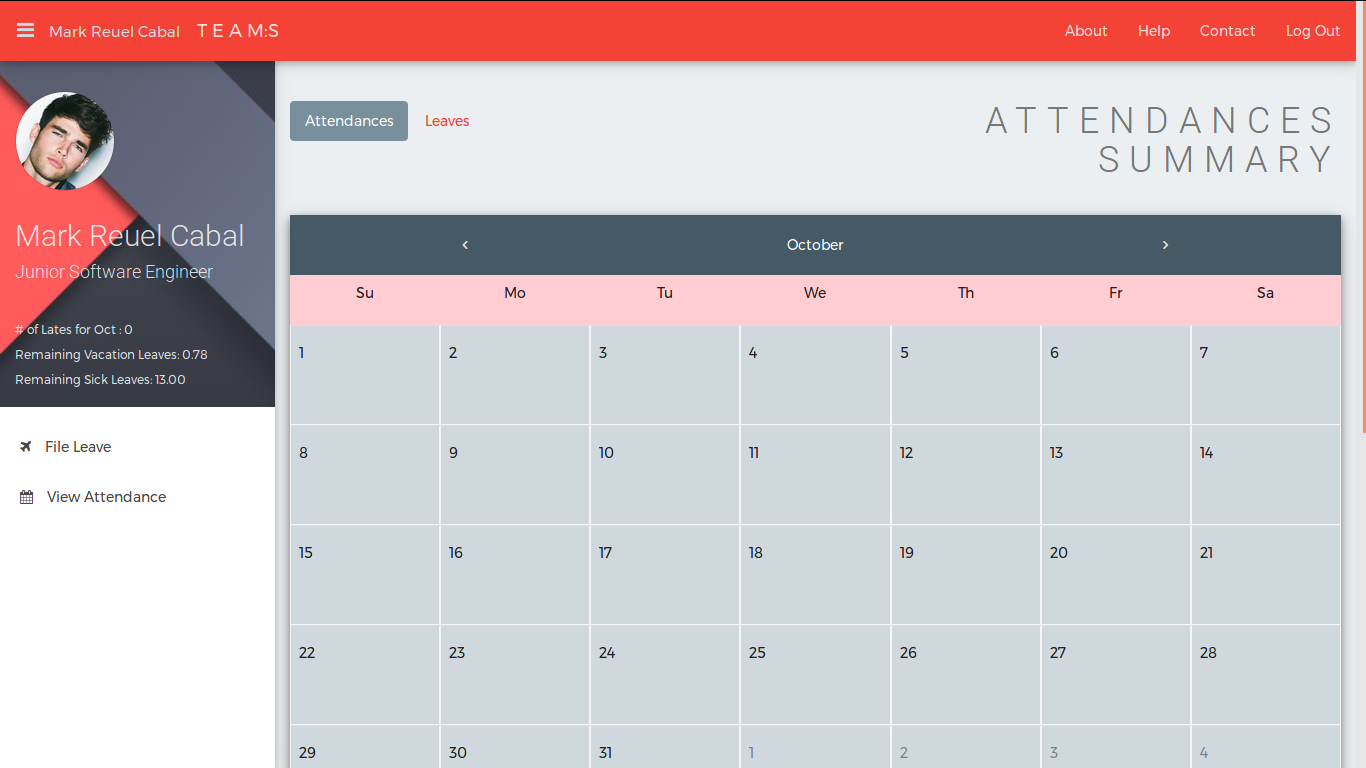 Mark Reuel Cabal T E A M:S About Help Contact Log Out
Mark Reuel Cabal
Junior Software Engineer
# of Lates for Oct : 0
Remaining Vacation Leaves: 0.78
Remaining Sick Leaves: 13.00
File Leave
View Attendance
Attendances Leaves
ATTENDANCES
SUMMARY
October
Su Mo Tu We Th Fr Sa
1 2 3 4 5 6 7
8 9 10 11 12 13 14
15 16 17 18 19 20 21
22 23 24 25 26 27 28
29 30 31 1 2 3 4